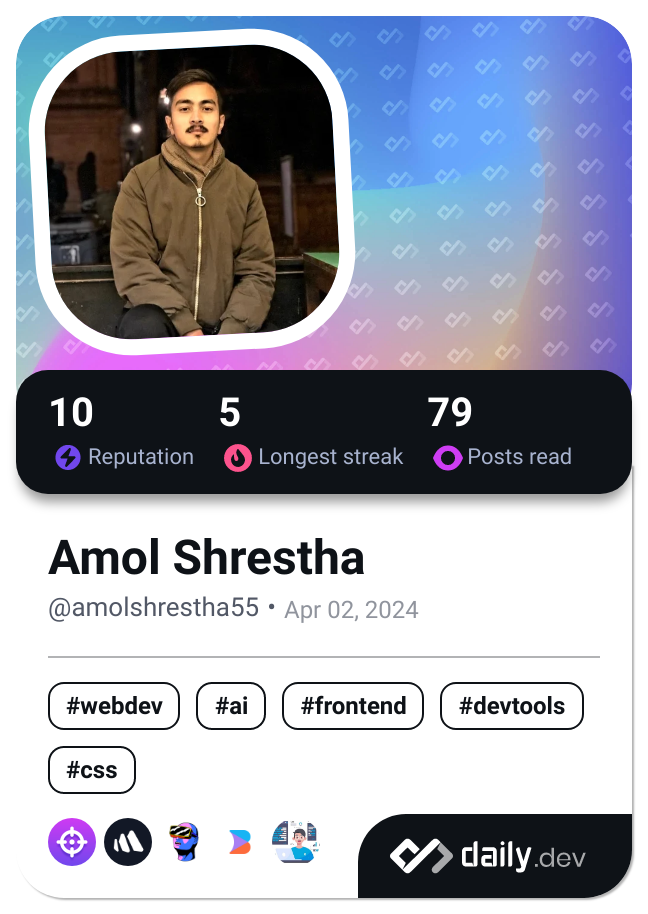 10 5 79
Reputation Longest streak Posts read
Amol Shrestha
@amolshrestha55 • Apr 02, 2024
#webdev #ai #frontend #devtools
#css
daily.dev